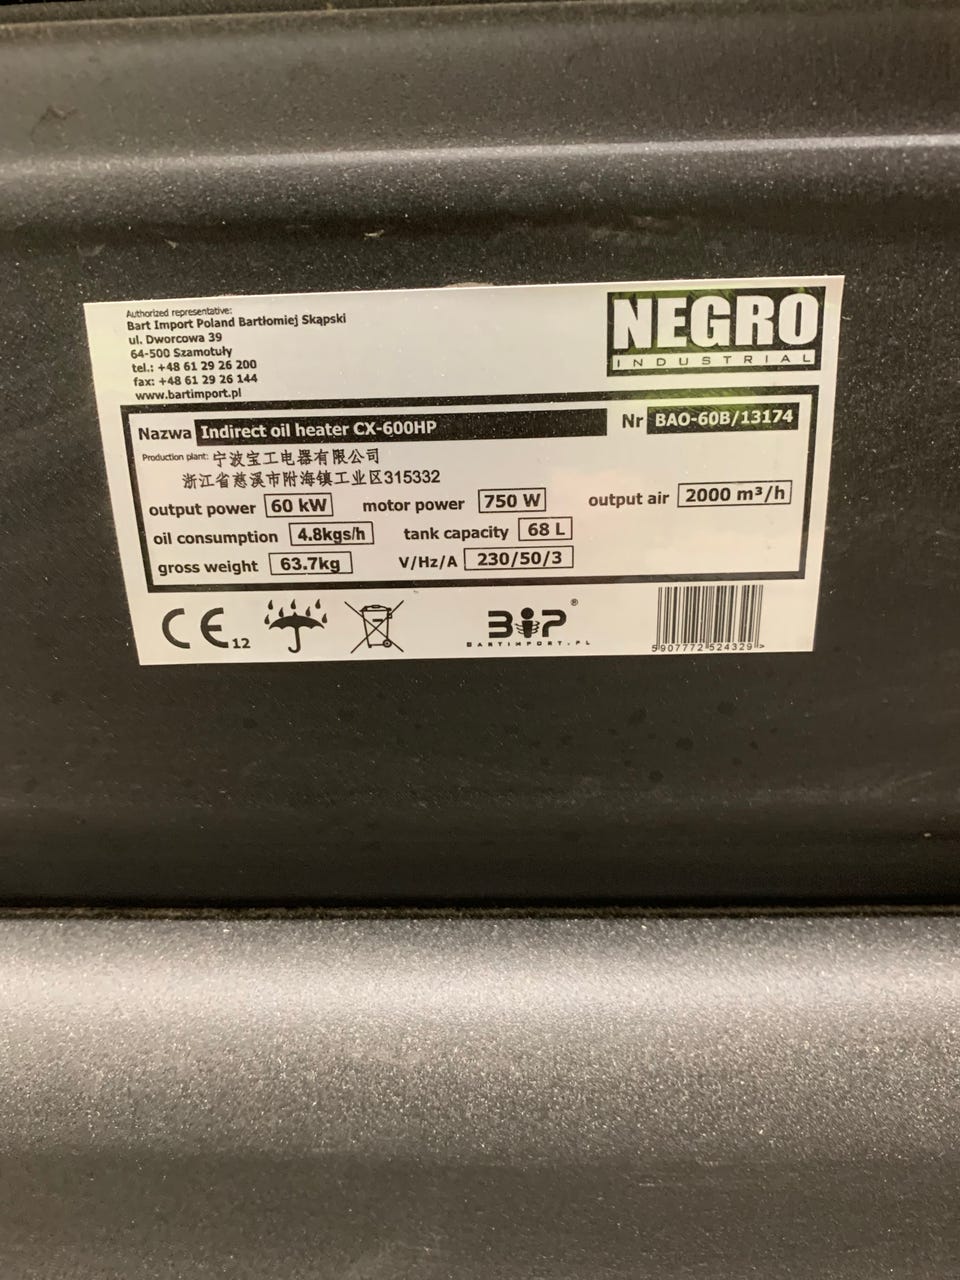 Authorized representative:
Bart Import Poland Bartłomiej Skąpski
ul. Dworcowa 39
64-500 Szamotuły
tel.: +48 61 29 26 200
fax: +48 61 29 26 144
www.bartimport.pl
NEGRO
INDUSTRIAL
Nazwa Indirect oil heater CX-600HP
Nr BAO-60B/13174
Production plant: 宁波宝工电器有限公司
浙江省慈溪市附海镇工业区315332
output power 60 kW motor power 750 W output air 2000 m³/h
oil consumption 4.8kgs/h tank capacity 68 L
gross weight 63.7kg V/Hz/A 230/50/3
CE 12
BIP®
BARTIMPORT.PL
5907772524329>